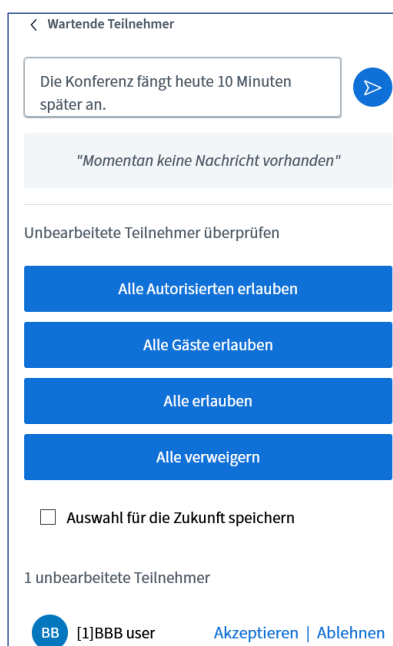 Wartende Teilnehmer
Die Konferenz fängt heute 10 Minuten
später an.
"Momentan keine Nachricht vorhanden"
Unbearbeitete Teilnehmer überprüfen
Alle Autorisierten erlauben
Alle Gäste erlauben
Alle erlauben
Alle verweigern
Auswahl für die Zukunft speichern
1 unbearbeitete Teilnehmer
BB [1]BBB user Akzeptieren | Ablehnen